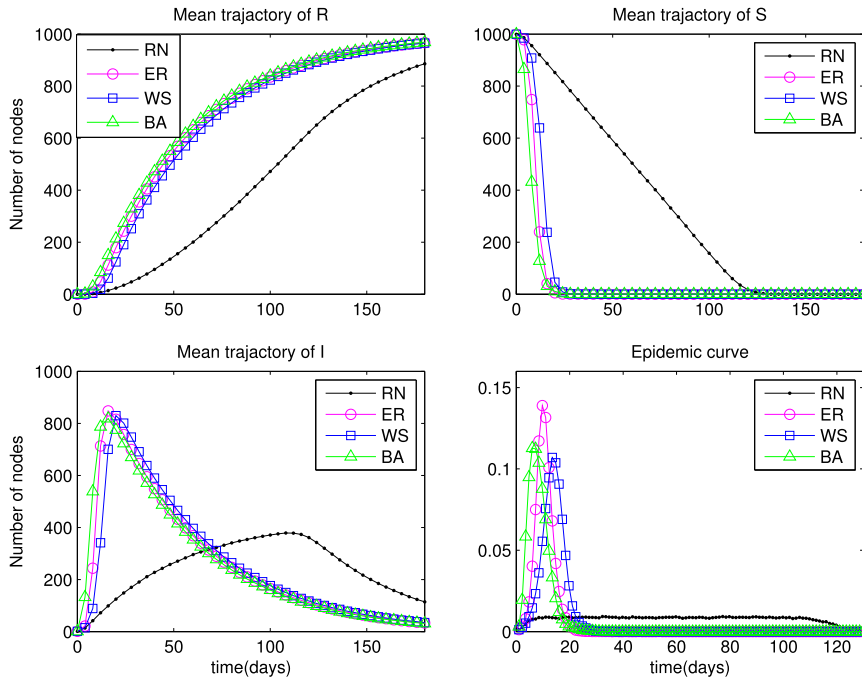 Mean trajactory of R
Number of nodes
1000
800
600
400
200
0
0 50 100 150
RN
ER
WS
BA
Mean trajactory of S
1000
800
600
400
200
0
0 50 100 150
RN
ER
WS
BA
Mean trajactory of I
Number of nodes
1000
800
600
400
200
0
0 50 100 150
time(days)
RN
ER
WS
BA
Epidemic curve
0.15
0.1
0.05
0
0 20 40 60 80 100 120
time(days)
RN
ER
WS
BA